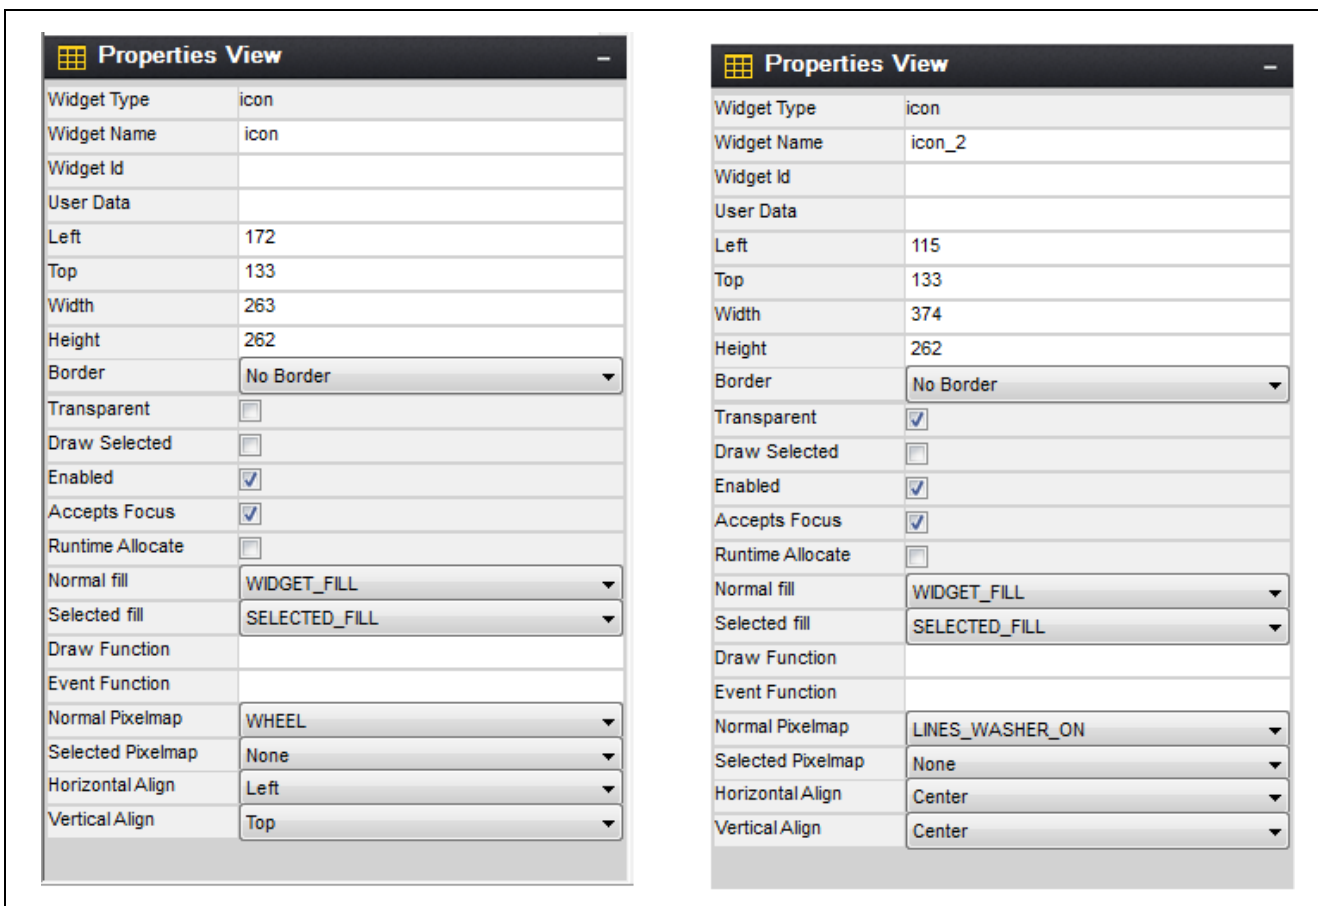 Properties View
Widget Type icon
Widget Name icon
Widget Id
User Data
Left 172
Top 133
Width 263
Height 262
Border No Border
Transparent
Draw Selected
Enabled
Accepts Focus
Runtime Allocate
Normal fill WIDGET_FILL
Selected fill SELECTED_FILL
Draw Function
Event Function
Normal Pixelmap WHEEL
Selected Pixelmap None
Horizontal Align Left
Vertical Align Top
Properties View
Widget Type icon
Widget Name icon_2
Widget Id
User Data
Left 115
Top 133
Width 374
Height 262
Border No Border
Transparent
Draw Selected
Enabled
Accepts Focus
Runtime Allocate
Normal fill WIDGET_FILL
Selected fill SELECTED_FILL
Draw Function
Event Function
Normal Pixelmap LINES_WASHER_ON
Selected Pixelmap None
Horizontal Align Center
Vertical Align Center